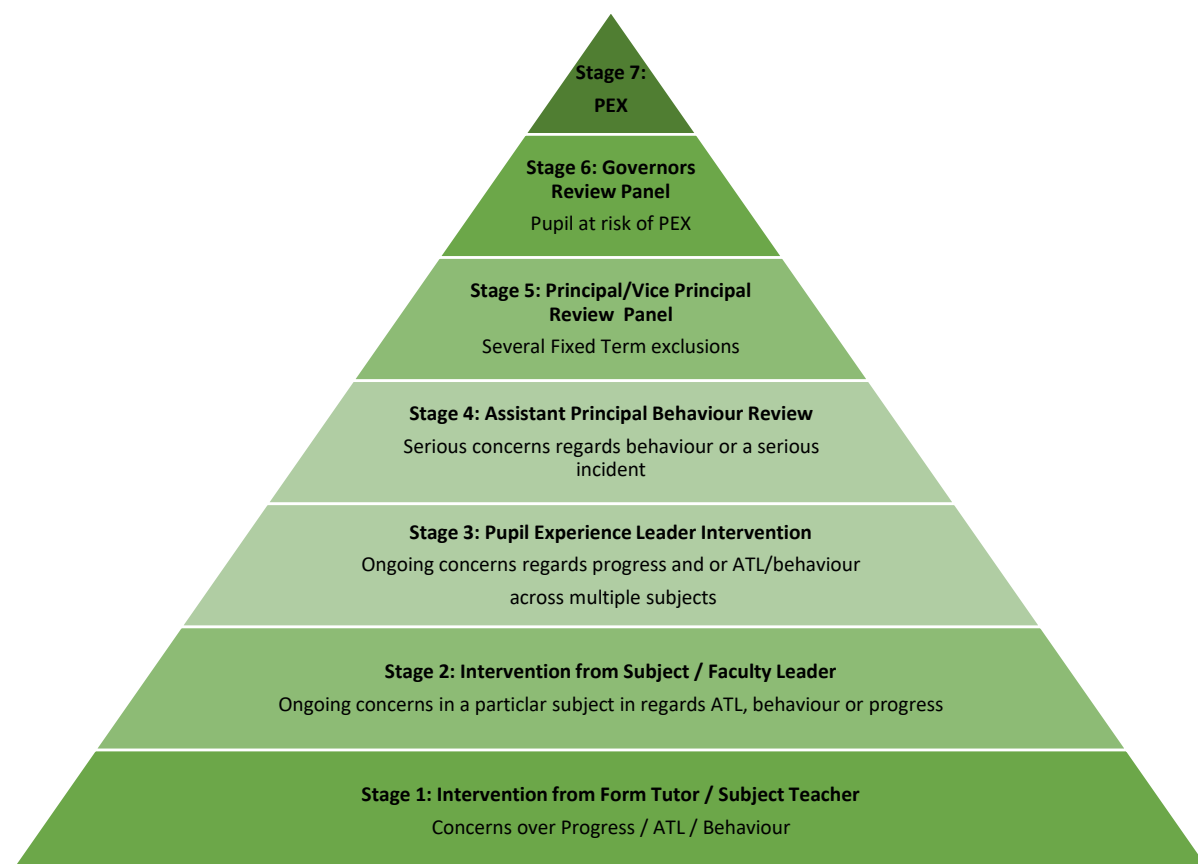 Stage 7:
PEX
Stage 6: Governors
Review Panel
Pupil at risk of PEX
Stage 5: Principal/Vice Principal
Review Panel
Several Fixed Term exclusions
Stage 4: Assistant Principal Behaviour Review
Serious concerns regards behaviour or a serious
incident
Stage 3: Pupil Experience Leader Intervention
Ongoing concerns regards progress and or ATL/behaviour
across multiple subjects
Stage 2: Intervention from Subject / Faculty Leader
Ongoing concerns in a particlar subject in regards ATL, behaviour or progress
Stage 1: Intervention from Form Tutor / Subject Teacher
Concerns over Progress / ATL / Behaviour